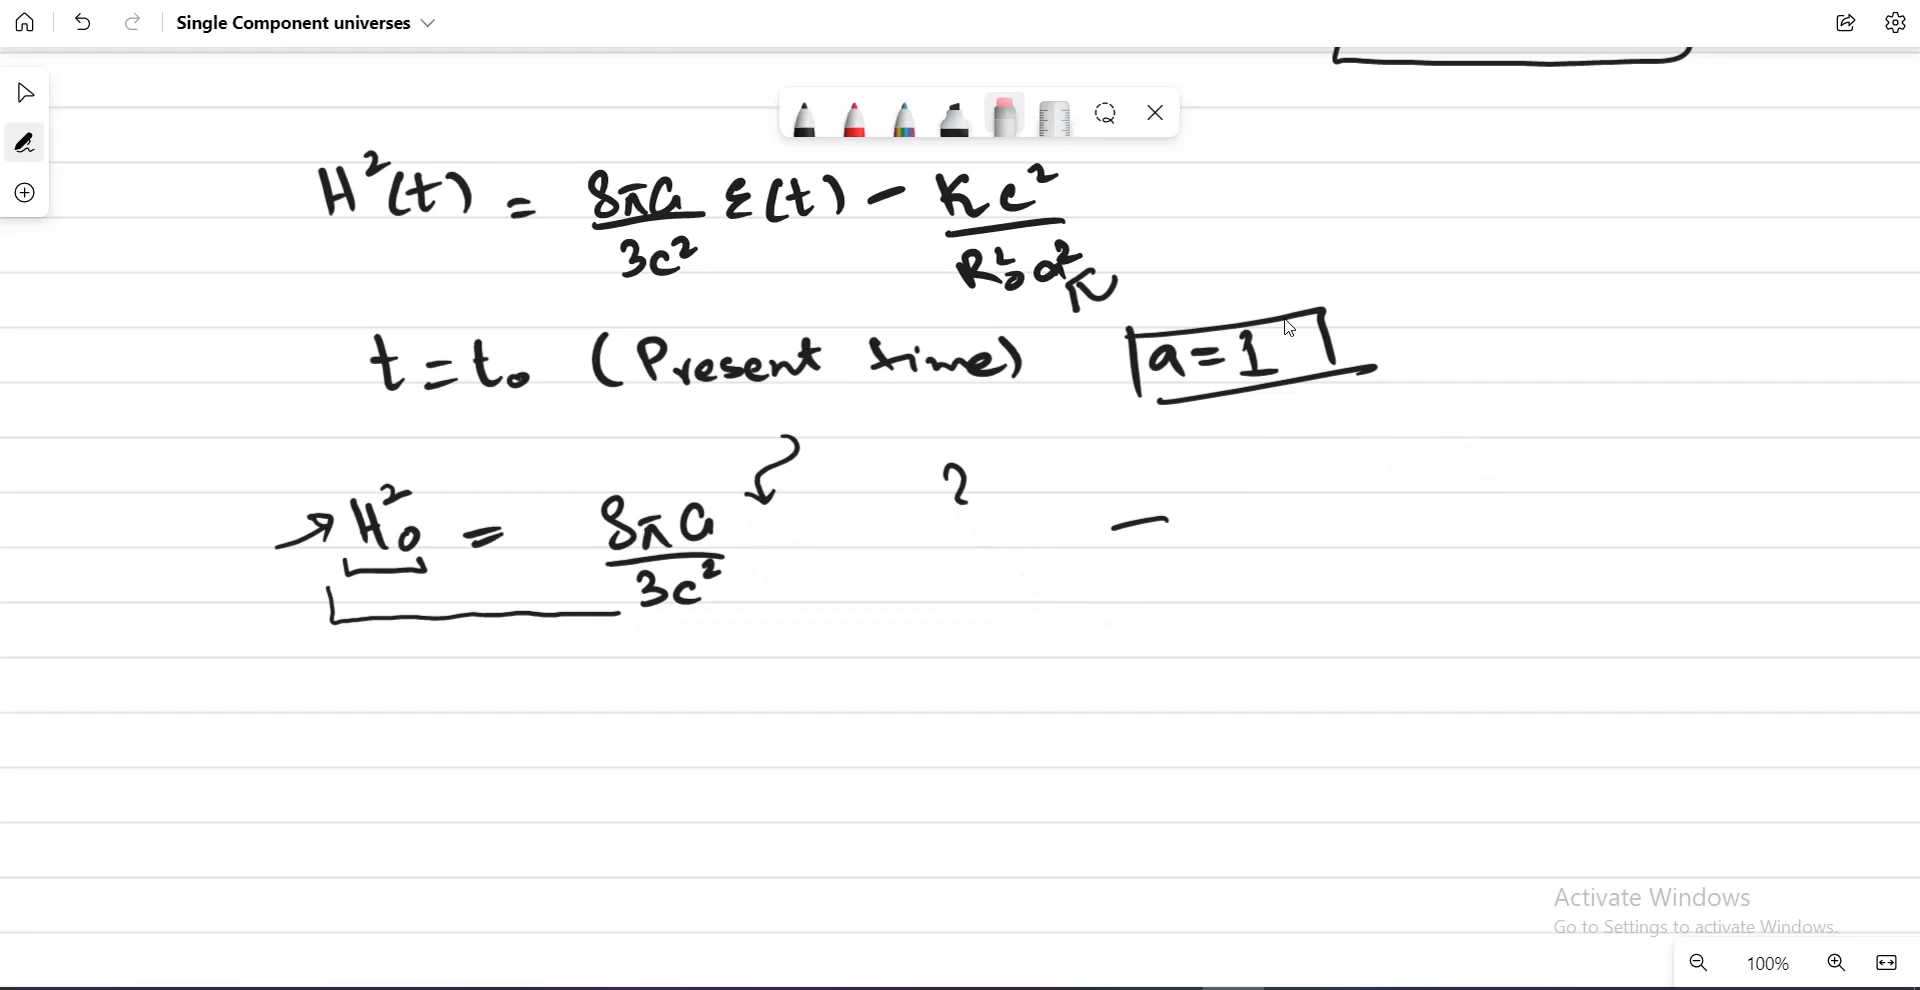 Single Component universes
H²(t) = 8πG/3c² ε(t) - Kc²/R₀²a²
t = t₀ (Present time) a = 1
?
→ H₀² = 8πG/3c² -
Activate Windows
Go to Settings to activate Windows.
100%